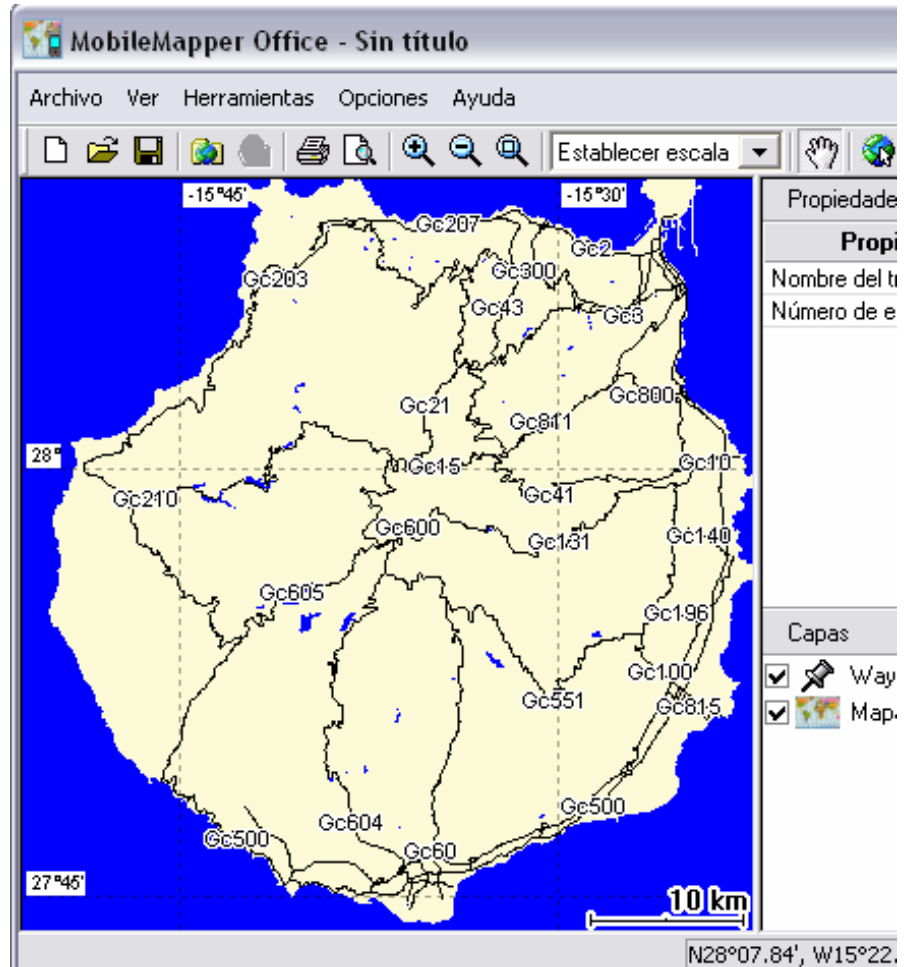 MobileMapper Office - Sin título
Archivo Ver Herramientas Opciones Ayuda
Establecer escala
-15°45' -15°30'
Propiedade
Propi
Nombre del t
Número de e
Gc207
Gc2
Gc203
Gc300
Gc43
Gc3
Gc21
Gc800
Gc811
28°
Gc15
Gc10
Gc210
Gc41
Gc600
Gc131
Gc140
Gc605
Gc196
Capas
Gc100
Way
Gc551
Gc815
Mapa
Gc500
Gc604
Gc500
Gc60
27°45'
10 km
N28°07.84', W15°22.